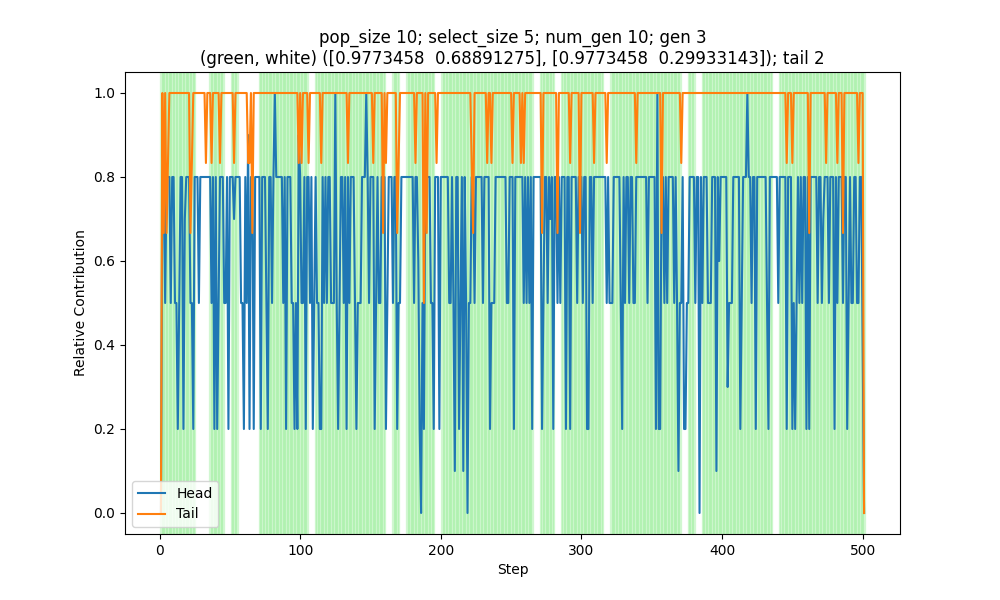 pop_size 10; select_size 5; num_gen 10; gen 3
(green, white) ([0.9773458  0.68891275], [0.9773458  0.29933143]); tail 2
1.0
0.8
0.6
0.4
0.2
0.0
Relative Contribution
Head
Tail
0 100 200 300 400 500
Step